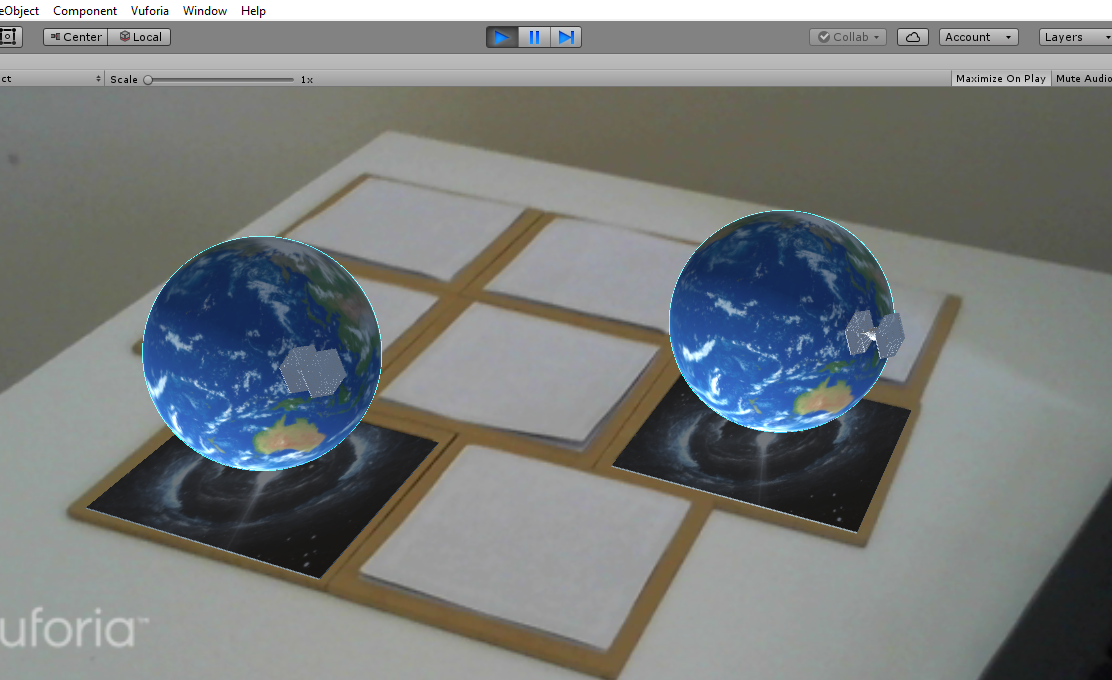 eObject Component Vuforia Window Help
Center Local Collab Account Layers
ct Scale 1x Maximize On Play Mute Audio
uforia™